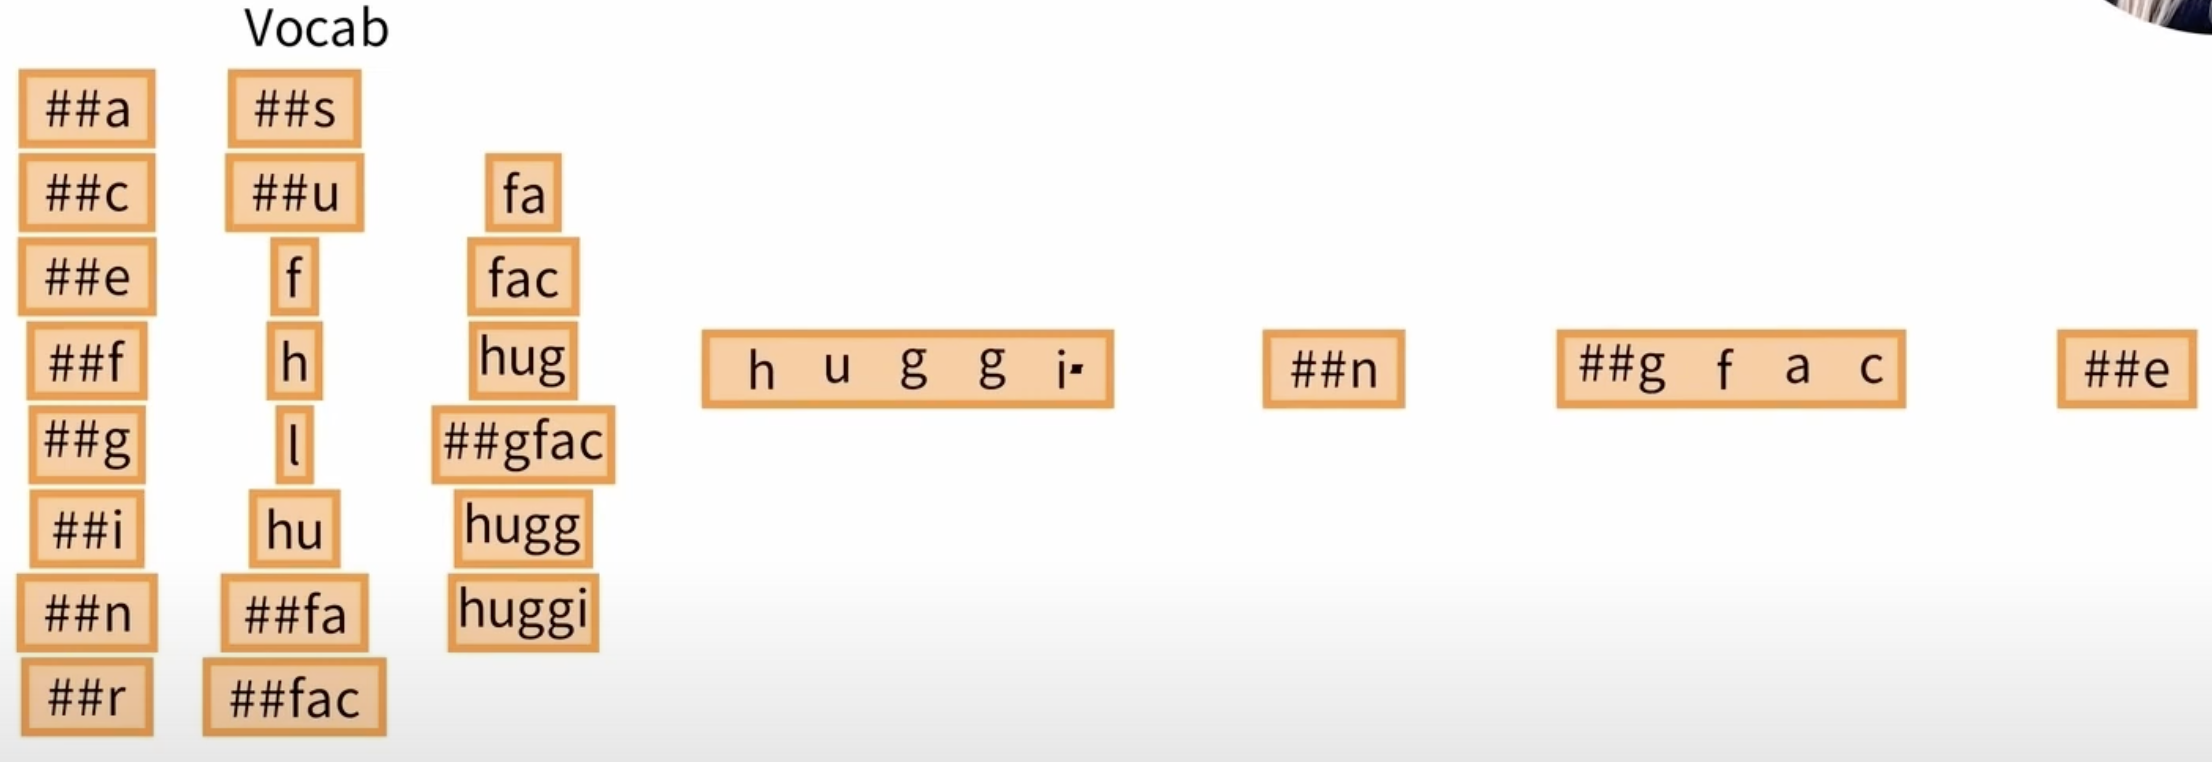 Vocab
##a ##s
##c ##u fa
##e f fac
##f h hug h u g g i ##n ##g f a c ##e
##g l ##gfac
##i hu hugg
##n ##fa huggi
##r ##fac